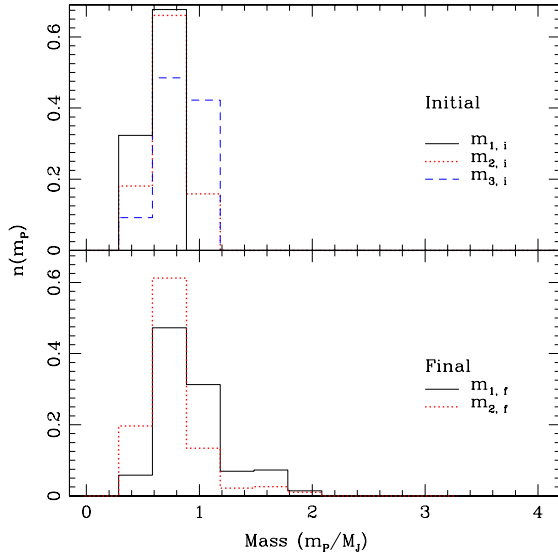 0.6
0.4
0.2
0
Initial
m1, i
m2, i
m3, i
n(mP)
0.6
0.4
0.2
0
Final
m1, f
m2, f
0 1 2 3 4
Mass (mP/MJ)